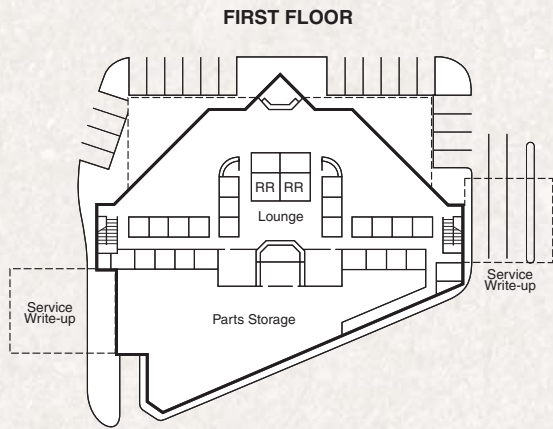 FIRST FLOOR
RR RR
Lounge
Service
Write-up
Service
Write-up
Parts Storage